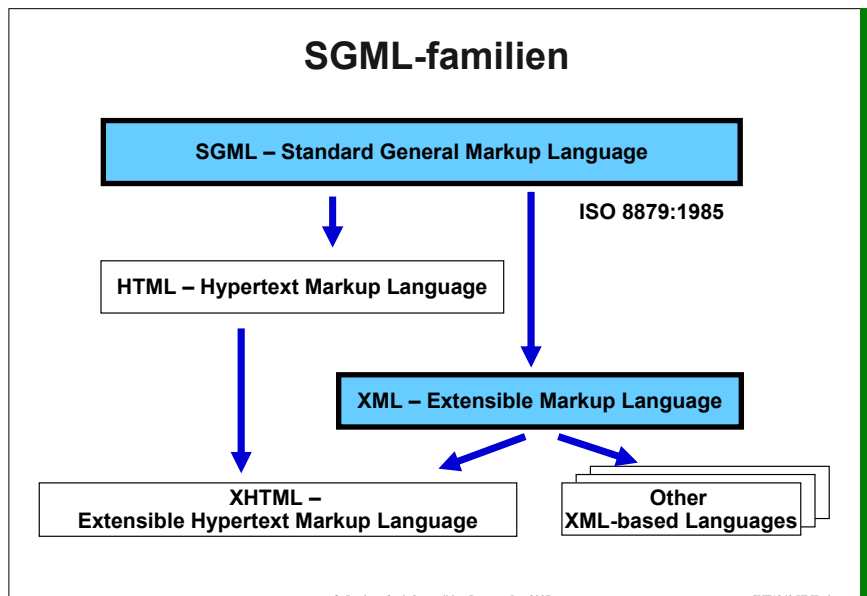 SGML-familien
SGML – Standard General Markup Language
ISO 8879:1985
HTML – Hypertext Markup Language
XML – Extensible Markup Language
XHTML –
Extensible Hypertext Markup Language
Other
XML-based Languages